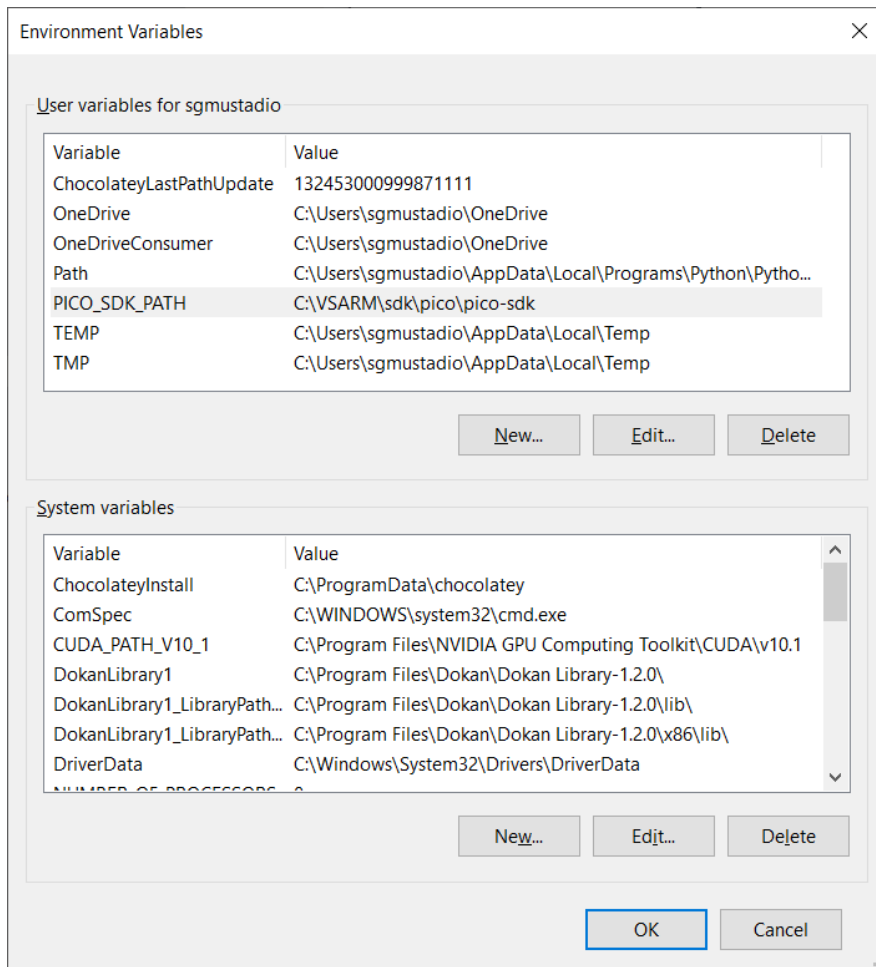 Environment Variables
User variables for sgmustadio
Variable Value
ChocolateyLastPathUpdate 132453000999871111
OneDrive C:\Users\sgmustadio\OneDrive
OneDriveConsumer C:\Users\sgmustadio\OneDrive
Path C:\Users\sgmustadio\AppData\Local\Programs\Python\Pytho...
PICO_SDK_PATH C:\VSARM\sdk\pico\pico-sdk
TEMP C:\Users\sgmustadio\AppData\Local\Temp
TMP C:\Users\sgmustadio\AppData\Local\Temp
New... Edit... Delete
System variables
Variable Value
ChocolateyInstall C:\ProgramData\chocolatey
ComSpec C:\WINDOWS\system32\cmd.exe
CUDA_PATH_V10_1 C:\Program Files\NVIDIA GPU Computing Toolkit\CUDA\v10.1
DokanLibrary1 C:\Program Files\Dokan\Dokan Library-1.2.0\
DokanLibrary1_LibraryPath... C:\Program Files\Dokan\Dokan Library-1.2.0\lib\
DokanLibrary1_LibraryPath... C:\Program Files\Dokan\Dokan Library-1.2.0\x86\lib\
DriverData C:\Windows\System32\Drivers\DriverData
NUMBER_OF_PROCESSORS
New... Edit... Delete
OK Cancel